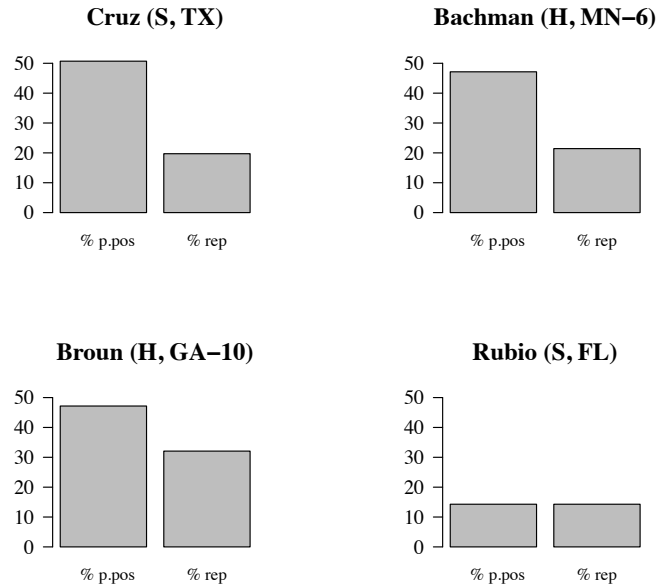 Cruz (S, TX)
50
40
30
20
10
0
% p.pos
% rep
Bachman (H, MN−6)
50
40
30
20
10
0
% p.pos
% rep
Broun (H, GA−10)
50
40
30
20
10
0
% p.pos
% rep
Rubio (S, FL)
50
40
30
20
10
0
% p.pos
% rep